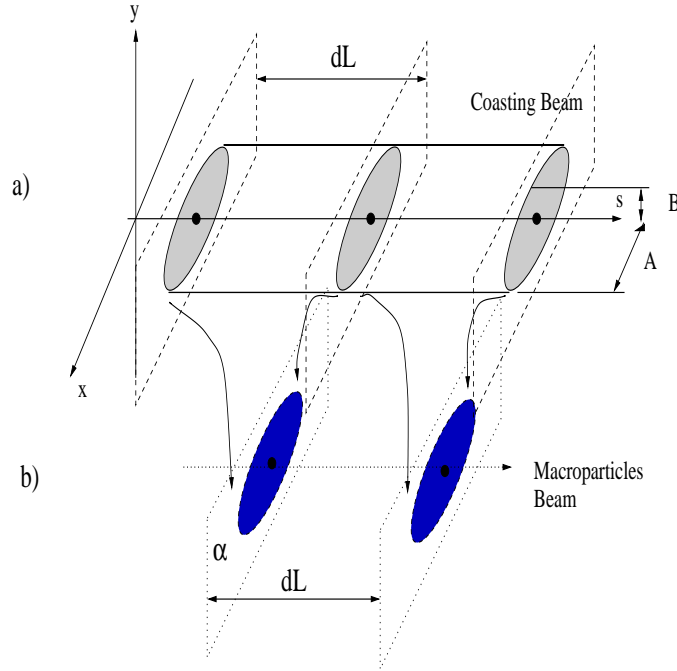 y
dL
Coasting Beam
a)
s
B
A
x
b)
Macroparticles
Beam
α
dL